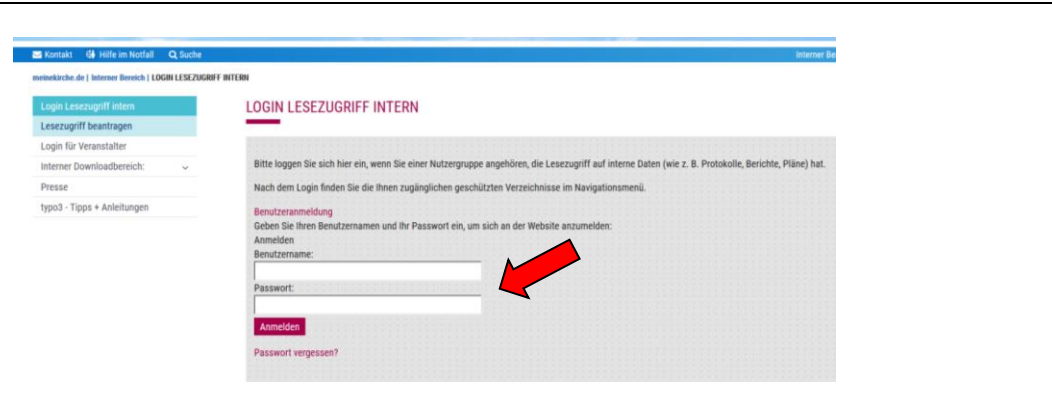 Kontakt Hilfe im Notfall Suche Interner Be
meinekirche.de | Interner Bereich | LOGIN LESEZUGRIFF INTERN
Login Lesezugriff intern
Lesezugriff beantragen
Login für Veranstalter
Interner Downloadbereich:
Presse
typo3 - Tipps + Anleitungen
LOGIN LESEZUGRIFF INTERN
Bitte loggen Sie sich hier ein, wenn Sie einer Nutzergruppe angehören, die Lesezugriff auf interne Daten (wie z. B. Protokolle, Berichte, Pläne) hat.
Nach dem Login finden Sie die Ihnen zugänglichen geschützten Verzeichnisse im Navigationsmenü.
Benutzeranmeldung
Geben Sie Ihren Benutzernamen und Ihr Passwort ein, um sich an der Website anzumelden:
Anmelden
Benutzername:
Passwort:
Anmelden
Passwort vergessen?